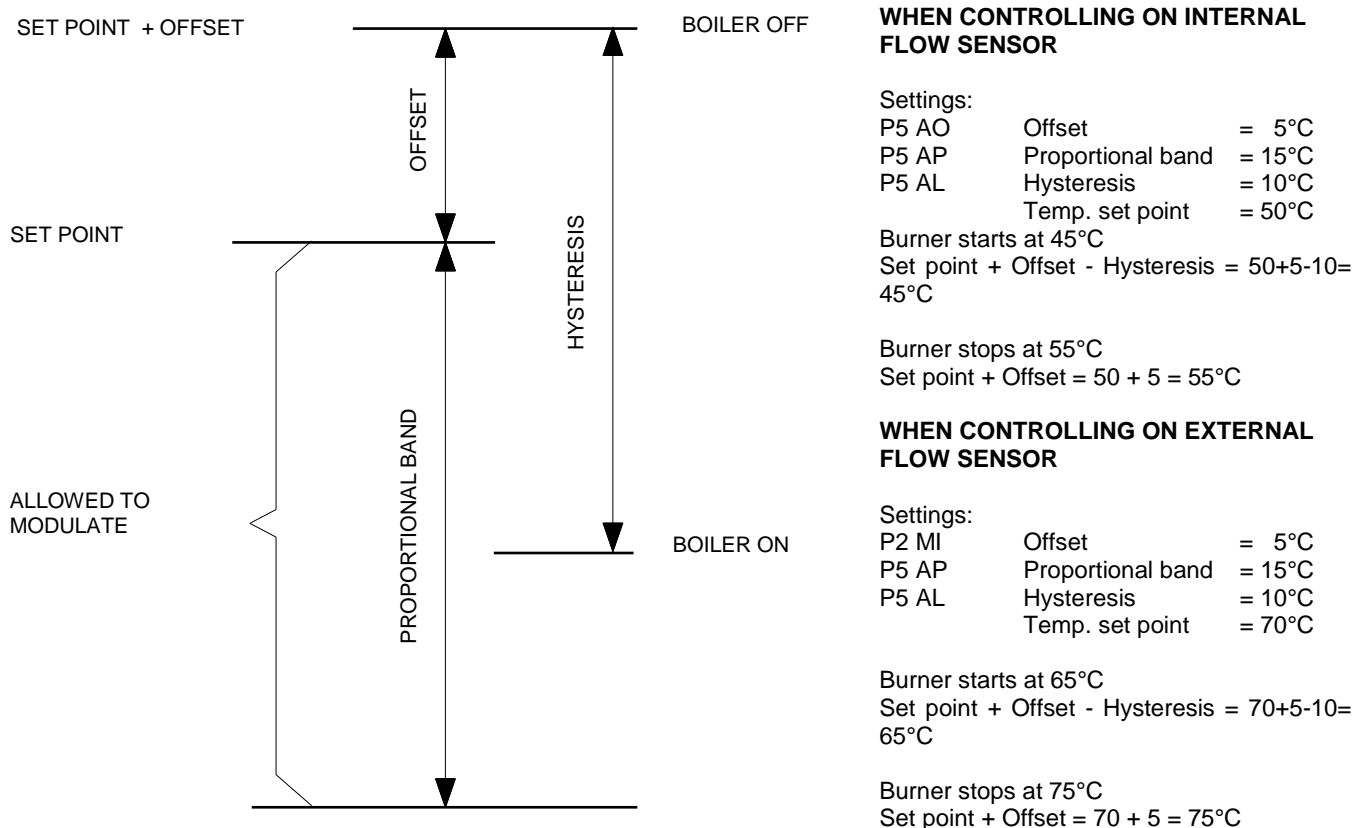 SET POINT + OFFSET
BOILER OFF
OFFSET
SET POINT
HYSTERESIS
PROPORTIONAL BAND
ALLOWED TO
MODULATE
BOILER ON
WHEN CONTROLLING ON INTERNAL
FLOW SENSOR
Settings:
P5 AO Offset = 5°C
P5 AP Proportional band = 15°C
P5 AL Hysteresis = 10°C
Temp. set point = 50°C
Burner starts at 45°C
Set point + Offset - Hysteresis = 50+5-10=
45°C
Burner stops at 55°C
Set point + Offset = 50 + 5 = 55°C
WHEN CONTROLLING ON EXTERNAL
FLOW SENSOR
Settings:
P2 MI Offset = 5°C
P5 AP Proportional band = 15°C
P5 AL Hysteresis = 10°C
Temp. set point = 70°C
Burner starts at 65°C
Set point + Offset - Hysteresis = 70+5-10=
65°C
Burner stops at 75°C
Set point + Offset = 70 + 5 = 75°C